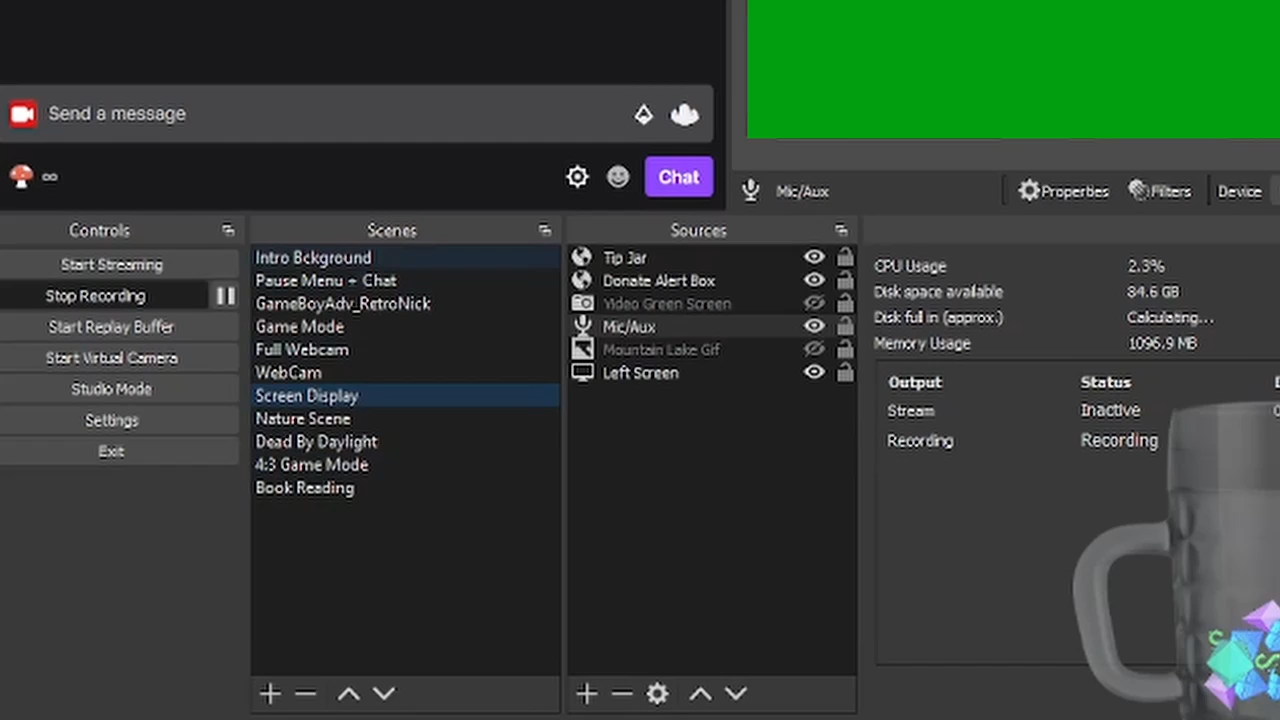 Send a message
∞
Chat
Mic/Aux
Properties
Filters
Device
Controls
Start Streaming
Stop Recording
Start Replay Buffer
Start Virtual Camera
Studio Mode
Settings
Exit
Scenes
Intro Bckground
Pause Menu + Chat
GameBoyAdv_RetroNick
Game Mode
Full Webcam
WebCam
Screen Display
Nature Scene
Dead By Daylight
4:3 Game Mode
Book Reading
Sources
Tip Jar
Donate Alert Box
Video Green Screen
Mic/Aux
Mountain Lake Gif
Left Screen
CPU Usage 2.3%
Disk space available 84.6 GB
Disk full in (approx.) Calculating...
Memory Usage 1096.9 MB
Output Status
Stream Inactive
Recording Recording